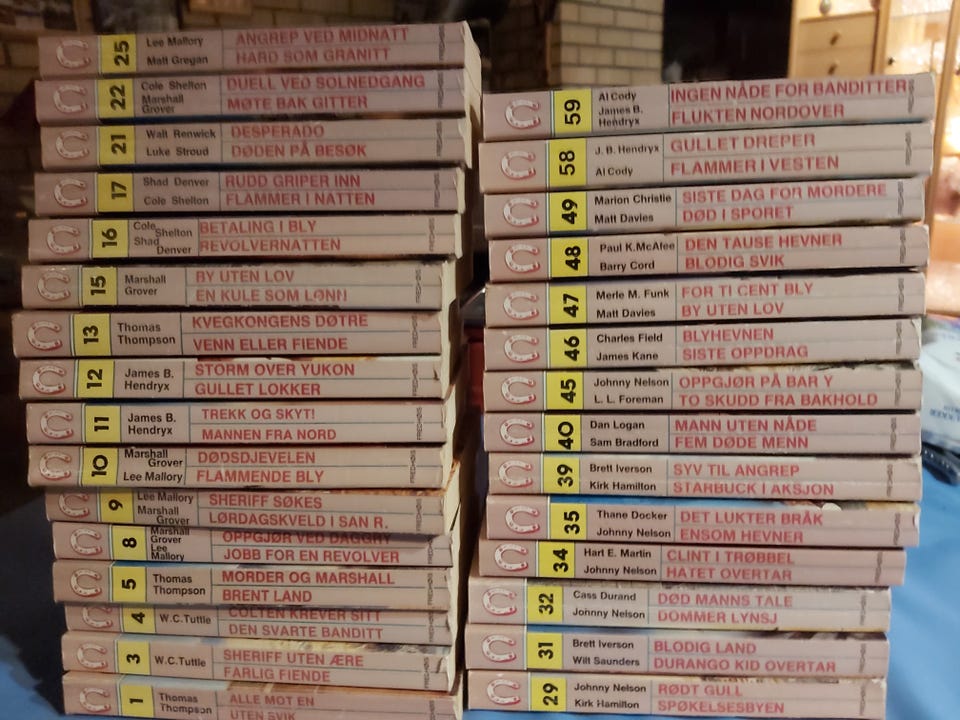 25
Lee Mallory
Matt Gregan
ANGREP VED MIDNATT
HARD SOM GRANITT
22
Cole Shelton
Marshall
Grover
DUELL VED SOLNEDGANG
MØTE BAK GITTER
21
Walt Renwick
Luke Stroud
DESPERADO
DØDEN PÅ BESØK
17
Shad Denver
Cole Shelton
RUDD GRIPER INN
FLAMMER I NATTEN
16
Cole Shelton
Shad Denver
BETALING I BLY
REVOLVERNATTEN
15
Marshall
Grover
BY UTEN LOV
EN KULE SOM LØNN
13
Thomas
Thompson
KVEGKONGENS DØTRE
VENN ELLER FIENDE
12
James B.
Hendryx
STORM OVER YUKON
GULLET LOKKER
11
James B.
Hendryx
TREKK OG SKYT!
MANNEN FRA NORD
10
Marshall
Grover
Lee Mallory
DØDSDJEVELEN
FLAMMENDE BLY
9
Lee Mallory
Marshall
Grover
SHERIFF SØKES
LØRDAGSKVELD I SAN R.
8
Marshall
Grover
Lee
Mallory
OPPGJØR VED DAGGRY
JOBB FOR EN REVOLVER
5
Thomas
Thompson
MORDER OG MARSHALL
BRENT LAND
4
W.C. Tuttle
COLTEN KREVER SITT
DEN SVARTE BANDITT
3
W.C. Tuttle
SHERIFF UTEN ÆRE
FARLIG FIENDE
1
Thomas
Thompson
ALLE MOT EN
UTEN SVIK
59
Al Cody
James B.
Hendryx
INGEN NÅDE FOR BANDITTER
FLUKTEN NORDOVER
58
J. B. Hendryx
Al Cody
GULLET DREPER
FLAMMER I VESTEN
49
Marion Christie
Matt Davies
SISTE DAG FOR MORDERE
DØD I SPORET
48
Paul K. McAfee
Barry Cord
DEN TAUSE HEVNER
BLODIG SVIK
47
Merle M. Funk
Matt Davies
FOR TI CENT BLY
BY UTEN LOV
46
Charles Field
James Kane
BLYHEVNEN
SISTE OPPDRAG
45
Johnny Nelson
L. L. Foreman
OPPGJØR PÅ BAR Y
TO SKUDD FRA BAKHOLD
40
Dan Logan
Sam Bradford
MANN UTEN NÅDE
FEM DØDE MENN
39
Brett Iverson
Kirk Hamilton
SYV TIL ANGREP
STARBUCK I AKSJON
35
Thane Docker
Johnny Nelson
DET LUKTER BRÅK
ENSOM HEVNER
34
Hart E. Martin
Johnny Nelson
CLINT I TRØBBEL
HATET OVERTAR
32
Cass Durand
Johnny Nelson
DØD MANNS TALE
DOMMER LYNSJ
31
Brett Iverson
Will Saunders
BLODIG LAND
DURANGO KID OVERTAR
29
Johnny Nelson
Kirk Hamilton
RØDT GULL
SPØKELSESBYEN